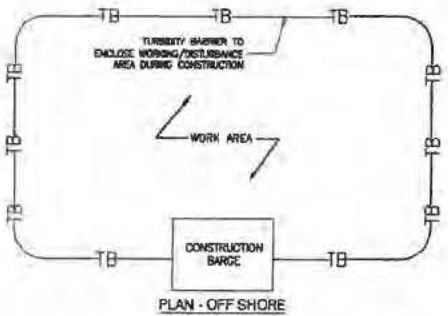 TB TB TB
TURBIDITY BARRIER TO
ENCLOSE WORKING/DISTURBANCE
AREA DURING CONSTRUCTION
TB TB
WORK AREA
TB TB
TB TB
CONSTRUCTION
BARGE
TB TB
PLAN - OFF SHORE